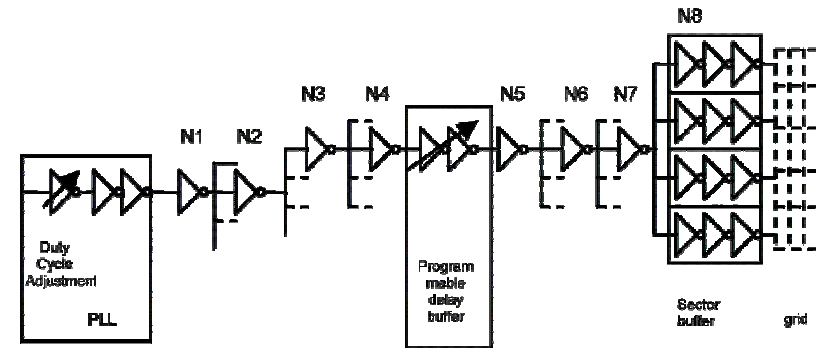 N8
N3
N4
N5
N6
N7
N1
N2
Duty
Cycle
Adjustment
PLL
Program
mable
delay
buffer
Sector
buffer
grid